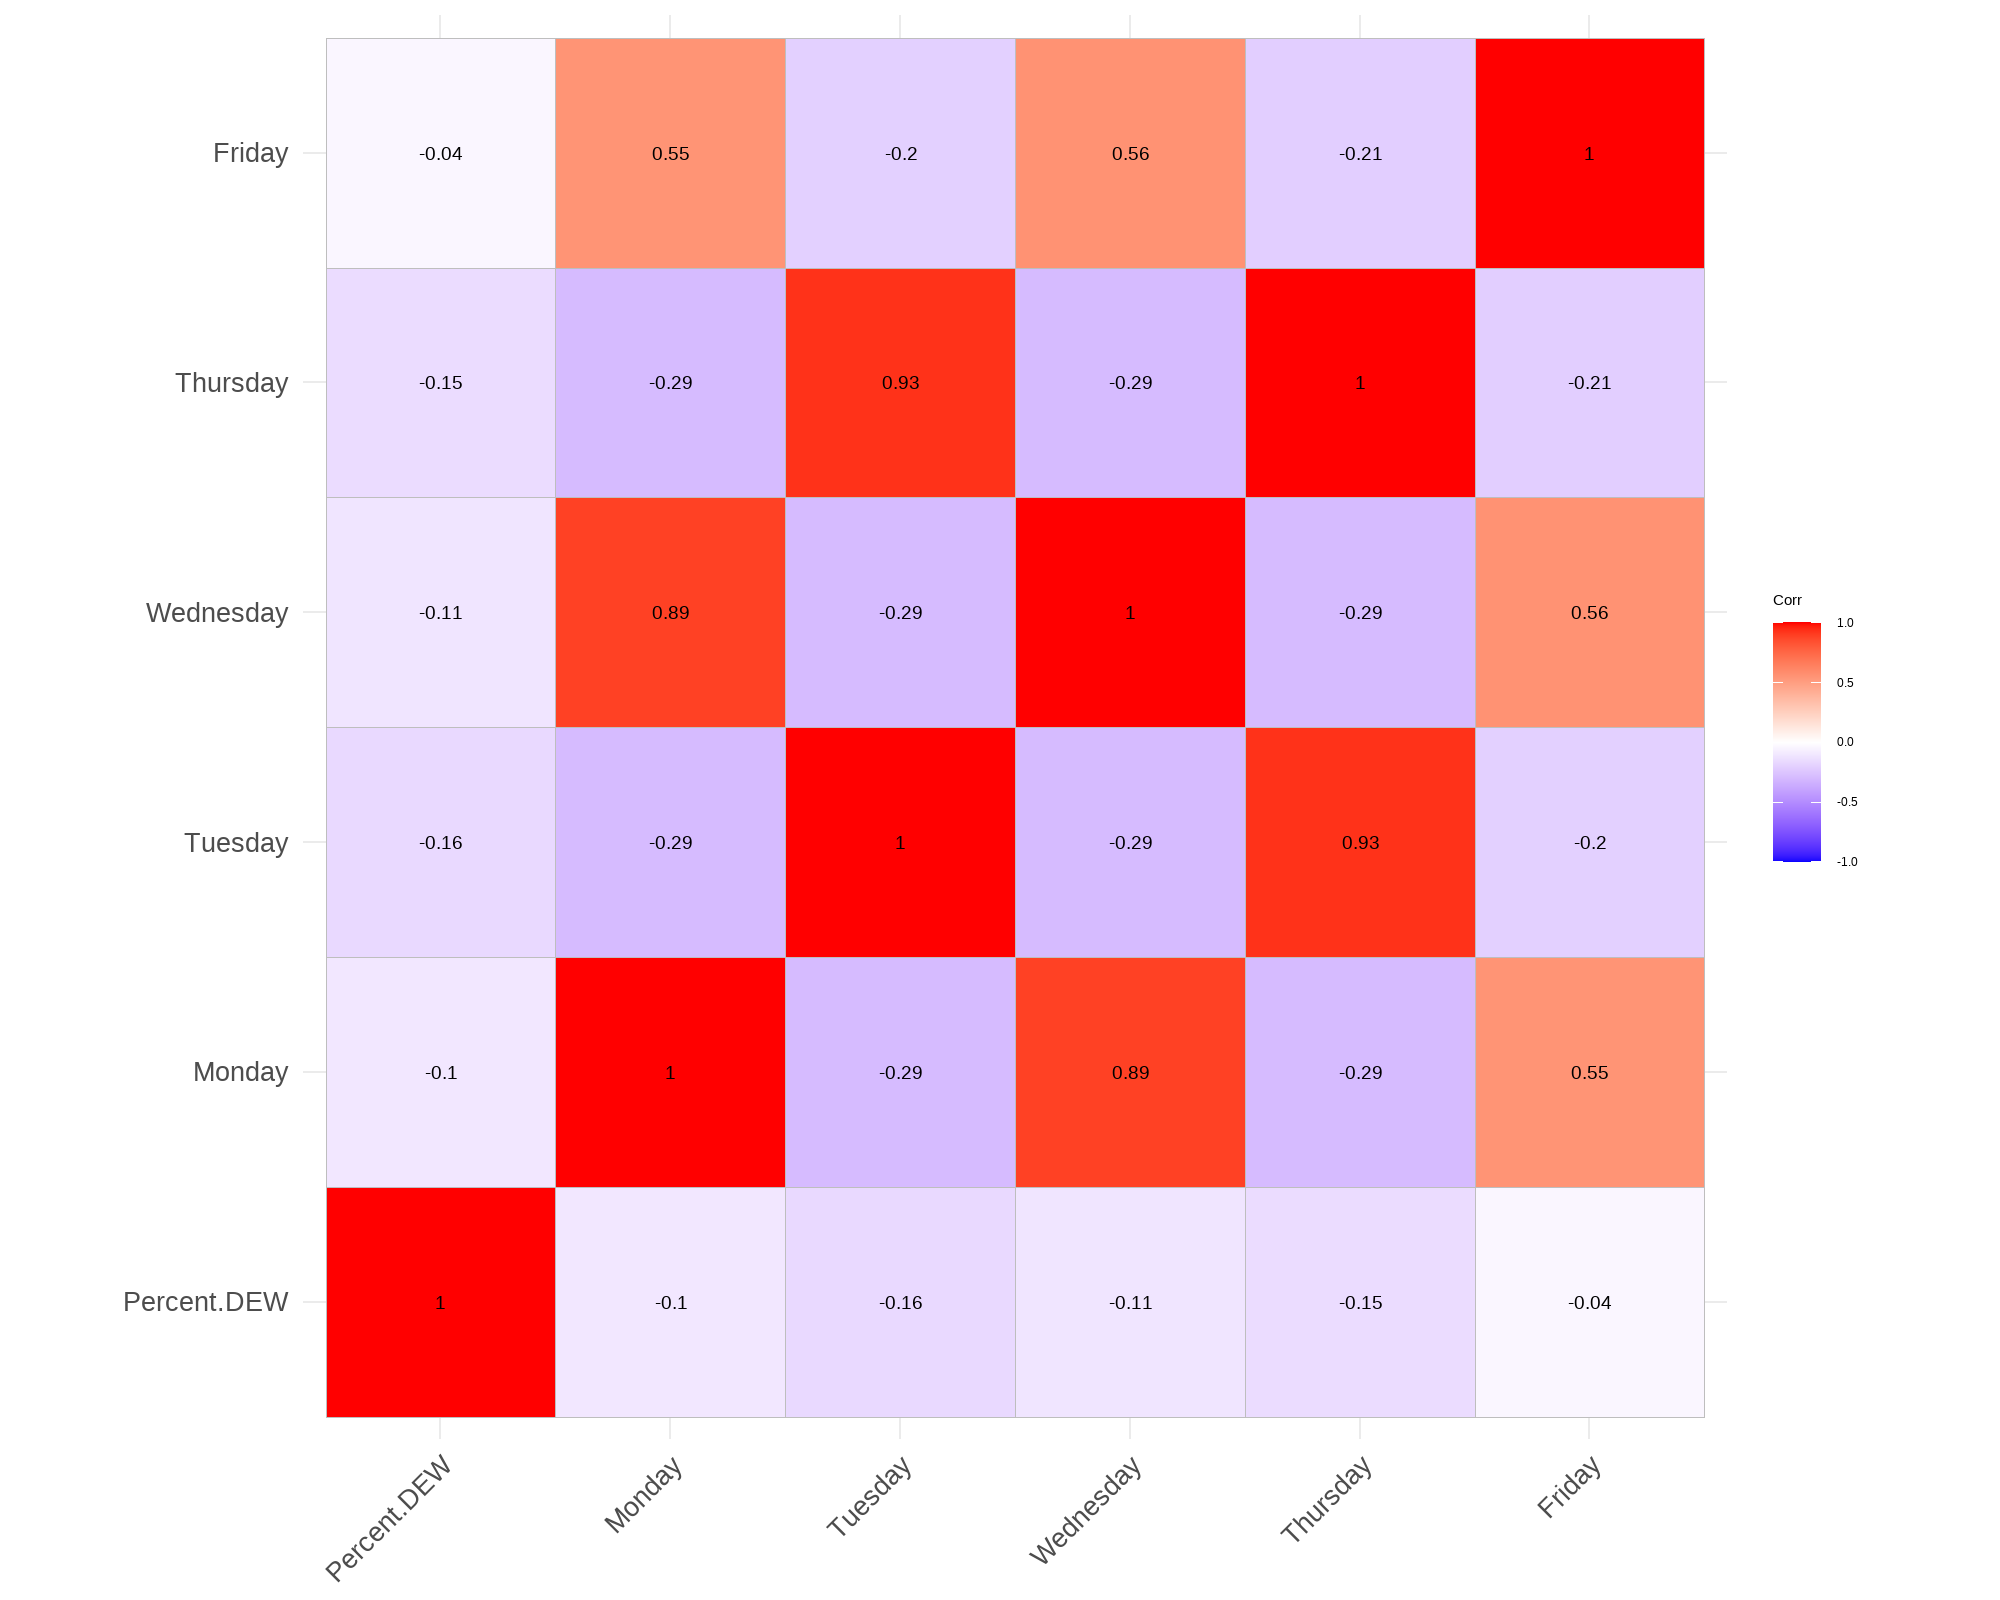 Friday
-0.04 0.55 -0.2 0.56 -0.21 1
Thursday
-0.15 -0.29 0.93 -0.29 1 -0.21
Wednesday
-0.11 0.89 -0.29 1 -0.29 0.56
Tuesday
-0.16 -0.29 1 -0.29 0.93 -0.2
Monday
-0.1 1 -0.29 0.89 -0.29 0.55
Percent.DEW
1 -0.1 -0.16 -0.11 -0.15 -0.04
Percent.DEW
Monday
Tuesday
Wednesday
Thursday
Friday
Corr
1.0
0.5
0.0
-0.5
-1.0